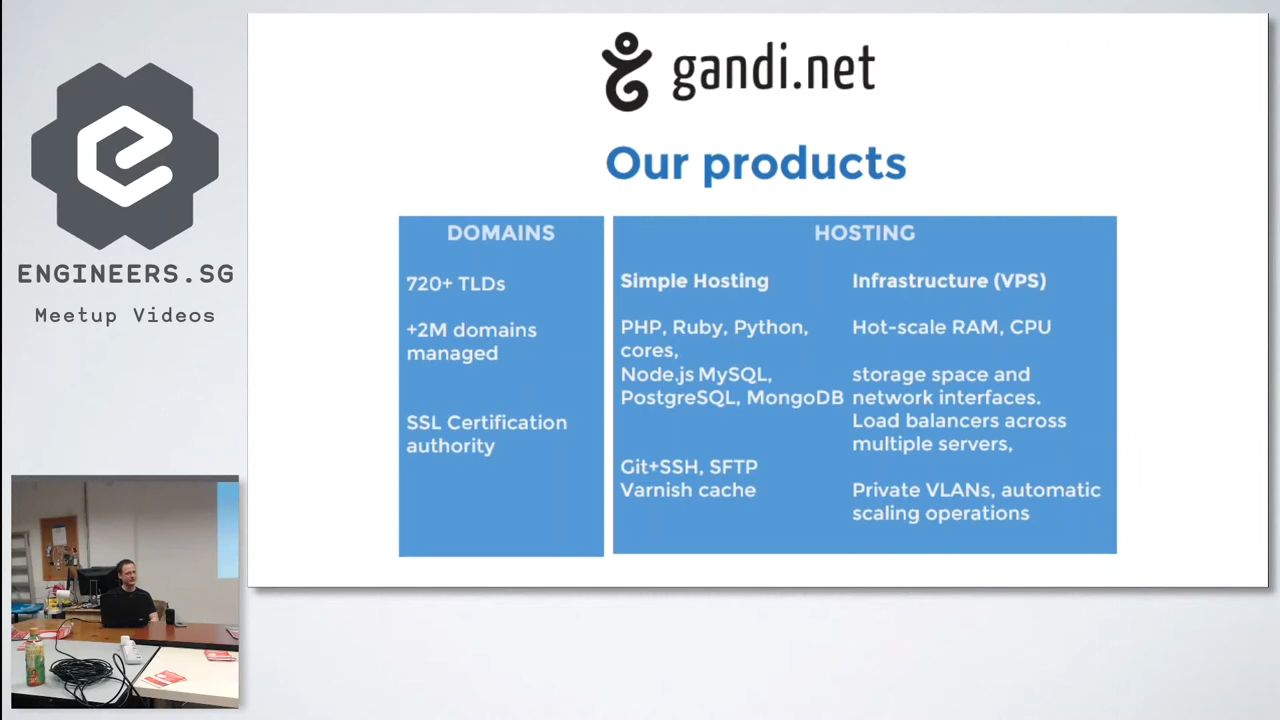 ENGINEERS.SG
Meetup Videos
gandi.net
Our products
DOMAINS
720+ TLDs
+2M domains
managed
SSL Certification
authority
HOSTING
Simple Hosting
PHP, Ruby, Python,
cores,
Node.js MySQL,
PostgreSQL, MongoDB
Git+SSH, SFTP
Varnish cache
Infrastructure (VPS)
Hot-scale RAM, CPU
storage space and
network interfaces.
Load balancers across
multiple servers,
Private VLANs, automatic
scaling operations